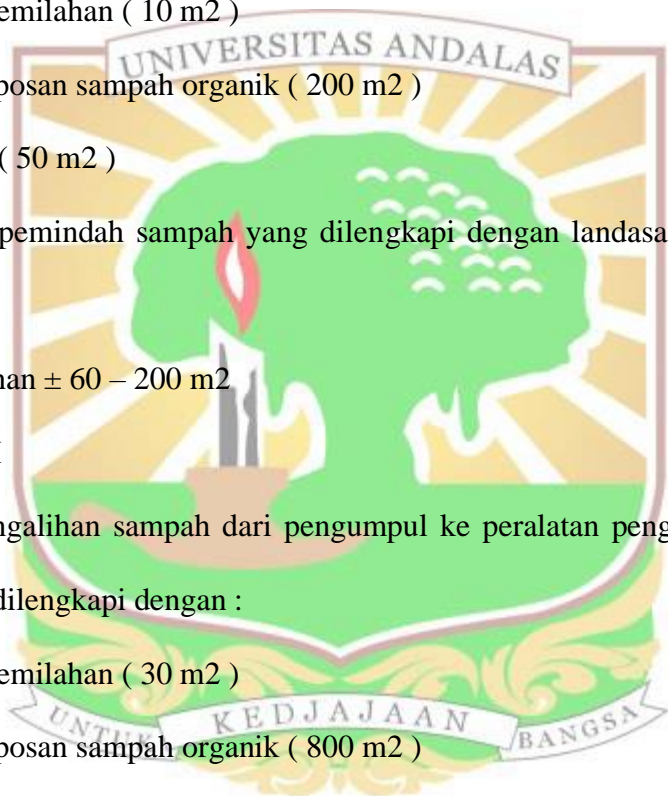 emilahan ( 10 m2 )
UNIVERSITAS ANDALAS
posan sampah organik ( 200 m2 )
( 50 m2 )
pemindah sampah yang dilengkapi dengan landasa
han ± 60 – 200 m2
ngalihan sampah dari pengumpul ke peralatan peng
dilengkapi dengan :
emilahan ( 30 m2 )
UNTUK KEDJAJAAN BANGSA
posan sampah organik ( 800 m2 )